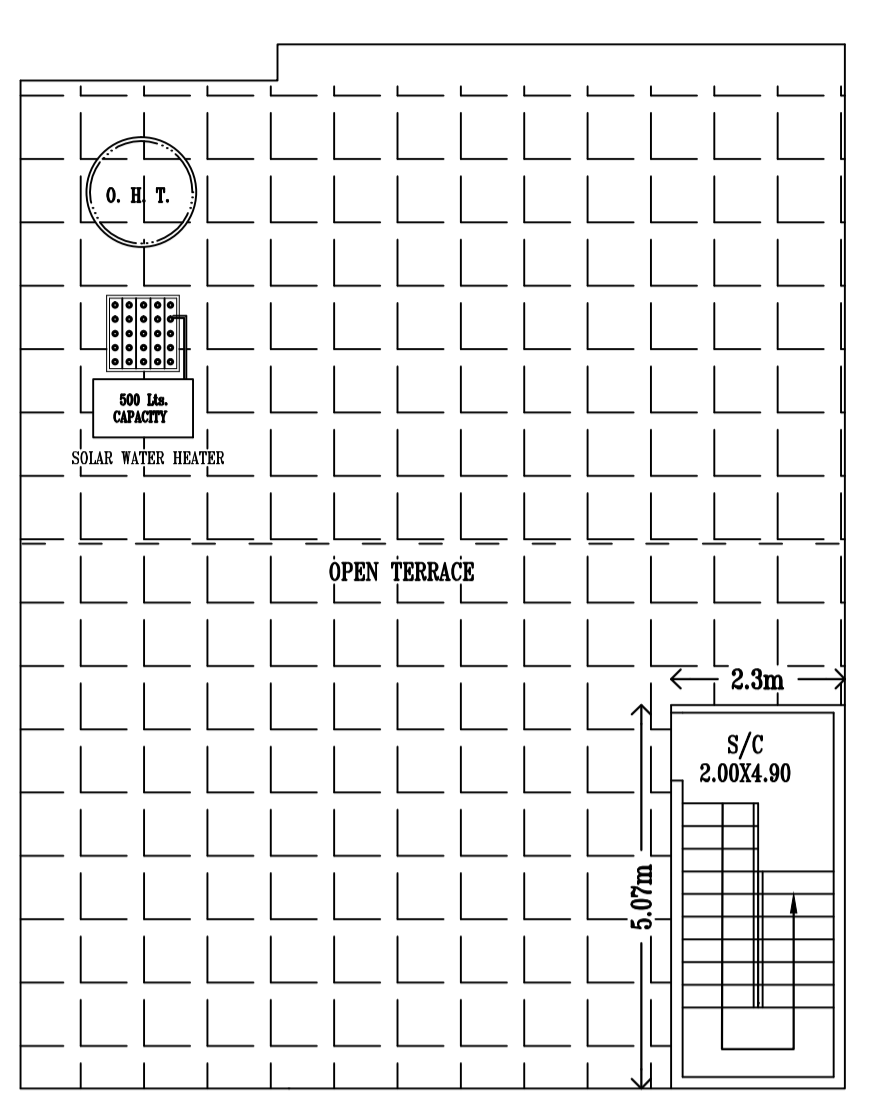 O. H. T.
500 Lts.
CAPACITY
SOLAR WATER HEATER
OPEN TERRACE
2.3m
S/C
2.00X4.90
5.07m